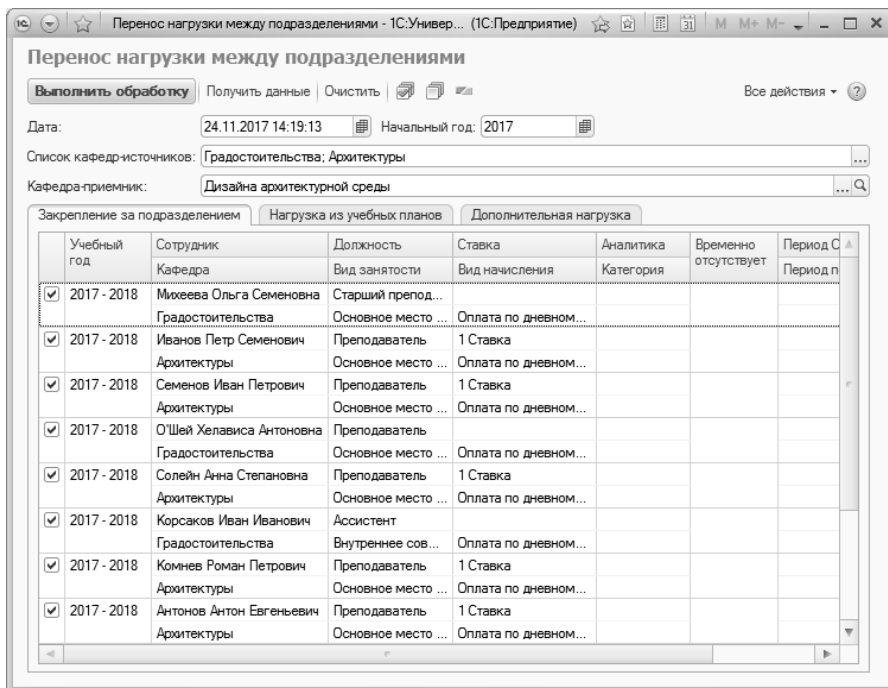 Перенос нагрузки между подразделениями - 1С:Универ... (1С:Предприятие) 31 M M+ M-
Перенос нагрузки между подразделениями
Выполнить обработку Получить данные Очистить Все действия ?
Дата: 24.11.2017 14:19:13 Начальный год: 2017
Список кафедр-источников: Градостоительства; Архитектуры ...
Кафедра-приемник: Дизайна архитектурной среды ...
Закрепление за подразделением Нагрузка из учебных планов Дополнительная нагрузка
Учебный год Сотрудник Должность Ставка Аналитика Временно отсутствует Период С
Кафедра Вид занятости Вид начисления Категория Период п
2017 - 2018 Михеева Ольга Семеновна Старший препод...
Градостоительства Основное место ... Оплата по дневном...
2017 - 2018 Иванов Петр Семенович Преподаватель 1 Ставка
Архитектуры Основное место ... Оплата по дневном...
2017 - 2018 Семенов Иван Петрович Преподаватель 1 Ставка
Архитектуры Основное место ... Оплата по дневном...
2017 - 2018 О'Шей Хелависа Антоновна Преподаватель
Градостоительства Основное место ... Оплата по дневном...
2017 - 2018 Солейн Анна Степановна Преподаватель 1 Ставка
Архитектуры Основное место ... Оплата по дневном...
2017 - 2018 Корсаков Иван Иванович Ассистент
Градостоительства Внутреннее сов... Оплата по дневном...
2017 - 2018 Комнев Роман Петрович Преподаватель 1 Ставка
Архитектуры Основное место ... Оплата по дневном...
2017 - 2018 Антонов Антон Евгеньевич Преподаватель 1 Ставка
Архитектуры Основное место ... Оплата по дневном...